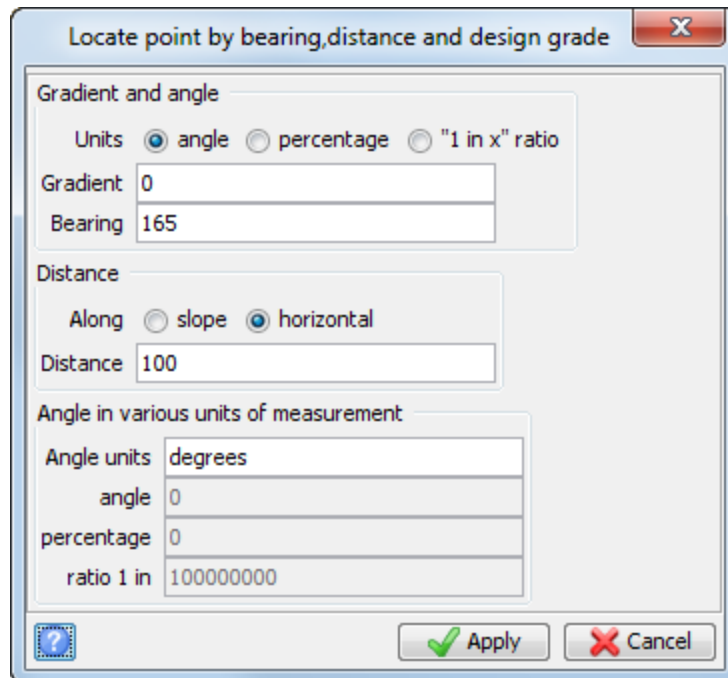 Locate point by bearing,distance and design grade
Gradient and angle
Units angle percentage "1 in x" ratio
Gradient 0
Bearing 165
Distance
Along slope horizontal
Distance 100
Angle in various units of measurement
Angle units degrees
angle 0
percentage 0
ratio 1 in 100000000
? Apply Cancel